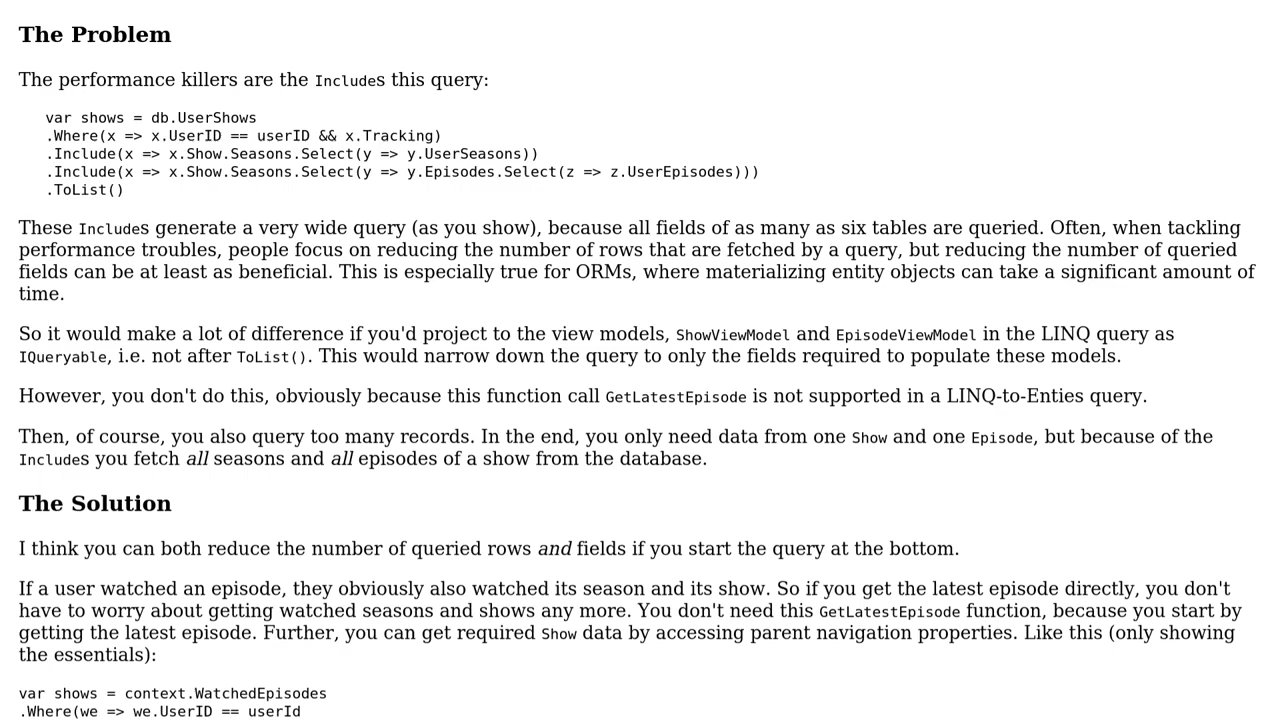 The Problem
The performance killers are the Includes this query:
var shows = db.UserShows
.Where(x => x.UserID == userID && x.Tracking)
.Include(x => x.Show.Seasons.Select(y => y.UserSeasons))
.Include(x => x.Show.Seasons.Select(y => y.Episodes.Select(z => z.UserEpisodes)))
.ToList()
These Includes generate a very wide query (as you show), because all fields of as many as six tables are queried. Often, when tackling
performance troubles, people focus on reducing the number of rows that are fetched by a query, but reducing the number of queried
fields can be at least as beneficial. This is especially true for ORMs, where materializing entity objects can take a significant amount of
time.
So it would make a lot of difference if you'd project to the view models, ShowViewModel and EpisodeViewModel in the LINQ query as
IQueryable, i.e. not after ToList(). This would narrow down the query to only the fields required to populate these models.
However, you don't do this, obviously because this function call GetLatestEpisode is not supported in a LINQ-to-Enties query.
Then, of course, you also query too many records. In the end, you only need data from one Show and one Episode, but because of the
Includes you fetch all seasons and all episodes of a show from the database.
The Solution
I think you can both reduce the number of queried rows and fields if you start the query at the bottom.
If a user watched an episode, they obviously also watched its season and its show. So if you get the latest episode directly, you don't
have to worry about getting watched seasons and shows any more. You don't need this GetLatestEpisode function, because you start by
getting the latest episode. Further, you can get required Show data by accessing parent navigation properties. Like this (only showing
the essentials):
var shows = context.WatchedEpisodes
.Where(we => we.UserID == userId